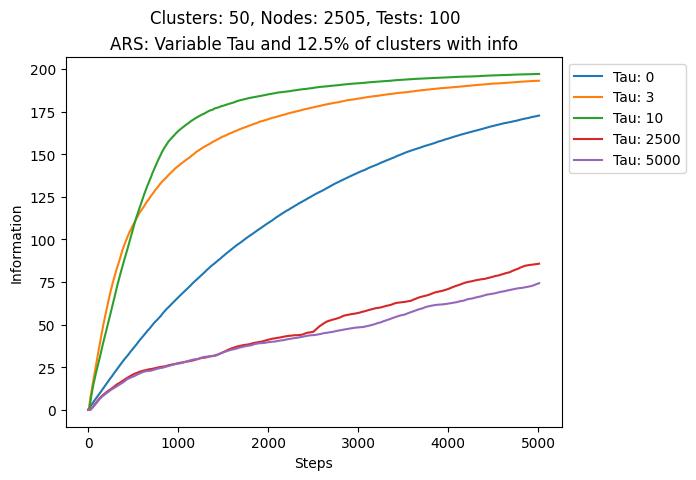 Clusters: 50, Nodes: 2505, Tests: 100
ARS: Variable Tau and 12.5% of clusters with info
200
175
150
125
100
75
50
25
0
Information
0 1000 2000 3000 4000 5000
Steps
Tau: 0
Tau: 3
Tau: 10
Tau: 2500
Tau: 5000